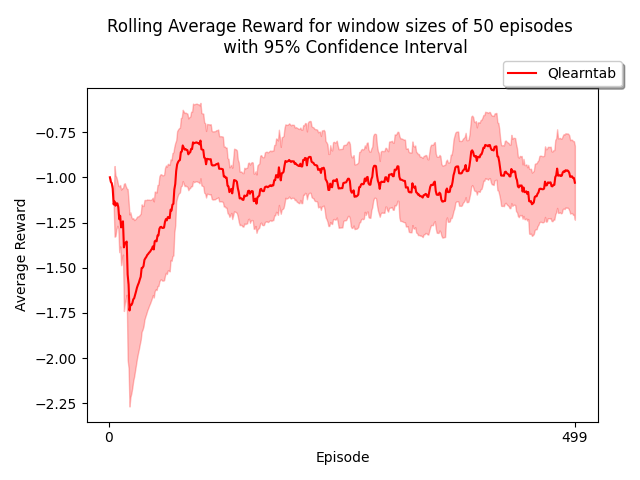 Rolling Average Reward for window sizes of 50 episodes
with 95% Confidence Interval
Qlearntab
−0.75
−1.00
−1.25
−1.50
−1.75
−2.00
−2.25
Average Reward
0
499
Episode